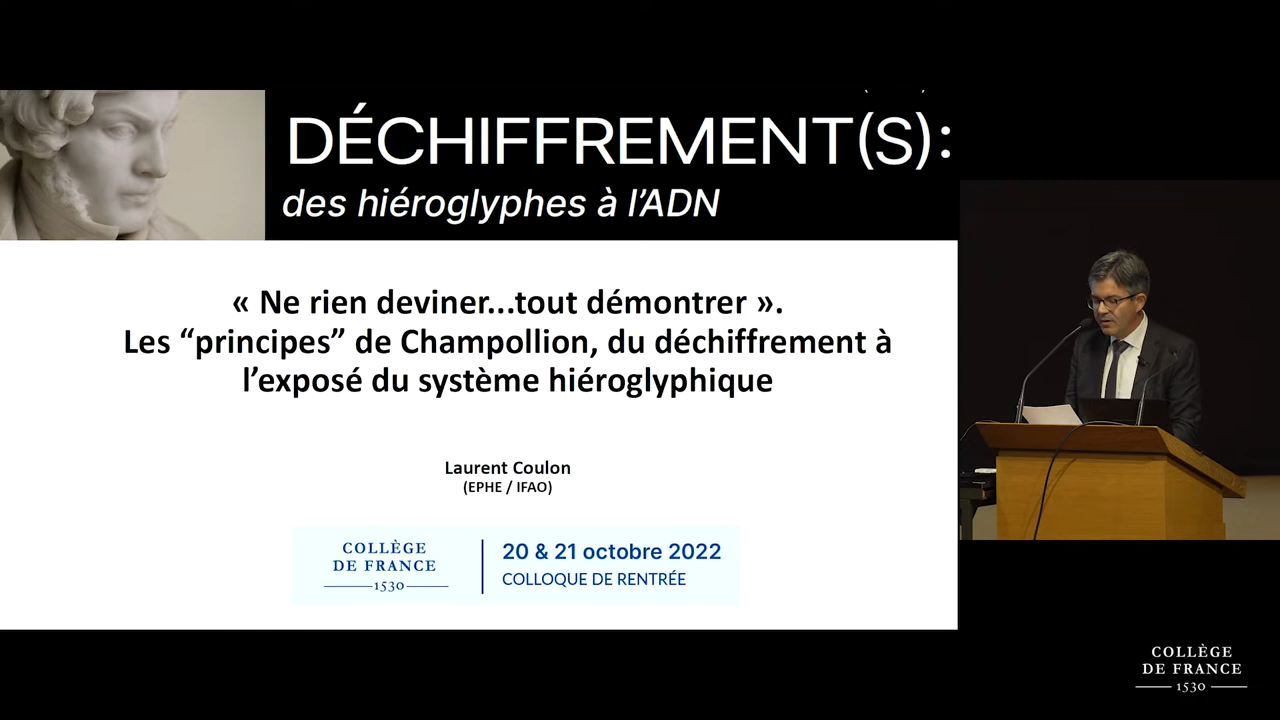 DÉCHIFFREMENT(S):
des hiéroglyphes à l’ADN
« Ne rien deviner...tout démontrer ».
Les “principes” de Champollion, du déchiffrement à
l’exposé du système hiéroglyphique
Laurent Coulon
(EPHE / IFAO)
COLLÈGE
DE FRANCE
1530
20 & 21 octobre 2022
COLLOQUE DE RENTRÉE
COLLÈGE
DE FRANCE
1530